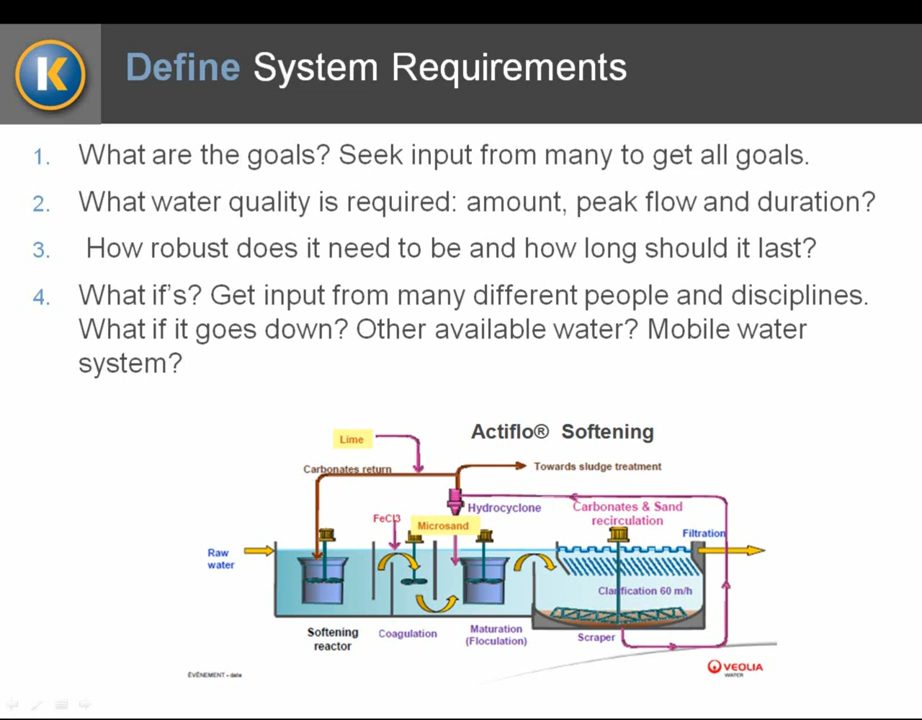 K
Define System Requirements
1. What are the goals? Seek input from many to get all goals.
2. What water quality is required: amount, peak flow and duration?
3. How robust does it need to be and how long should it last?
4. What if's? Get input from many different people and disciplines.
What if it goes down? Other available water? Mobile water
system?
Actiflo® Softening
Lime
Carbonates return
Towards sludge treatment
Hydrocyclone
Carbonates & Sand
recirculation
FeCl3
Microsand
Filtration
Raw
water
Clarification 60 m/h
Softening
reactor
Coagulation
Maturation
(Floculation)
Scraper
VEOLIA
WATER
ÉVÉNEMENT - date